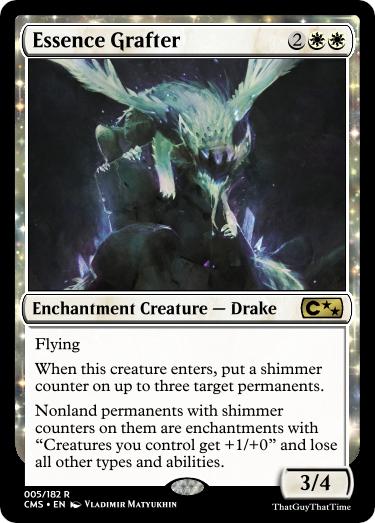 Essence Grafter 2
Enchantment Creature — Drake C
Flying
When this creature enters, put a shimmer
counter on up to three target permanents.
Nonland permanents with shimmer
counters on them are enchantments with
“Creatures you control get +1/+0” and lose
all other types and abilities.
3/4
005/182 R
CMS • EN Vladimir Matyukhin
ThatGuyThatTime